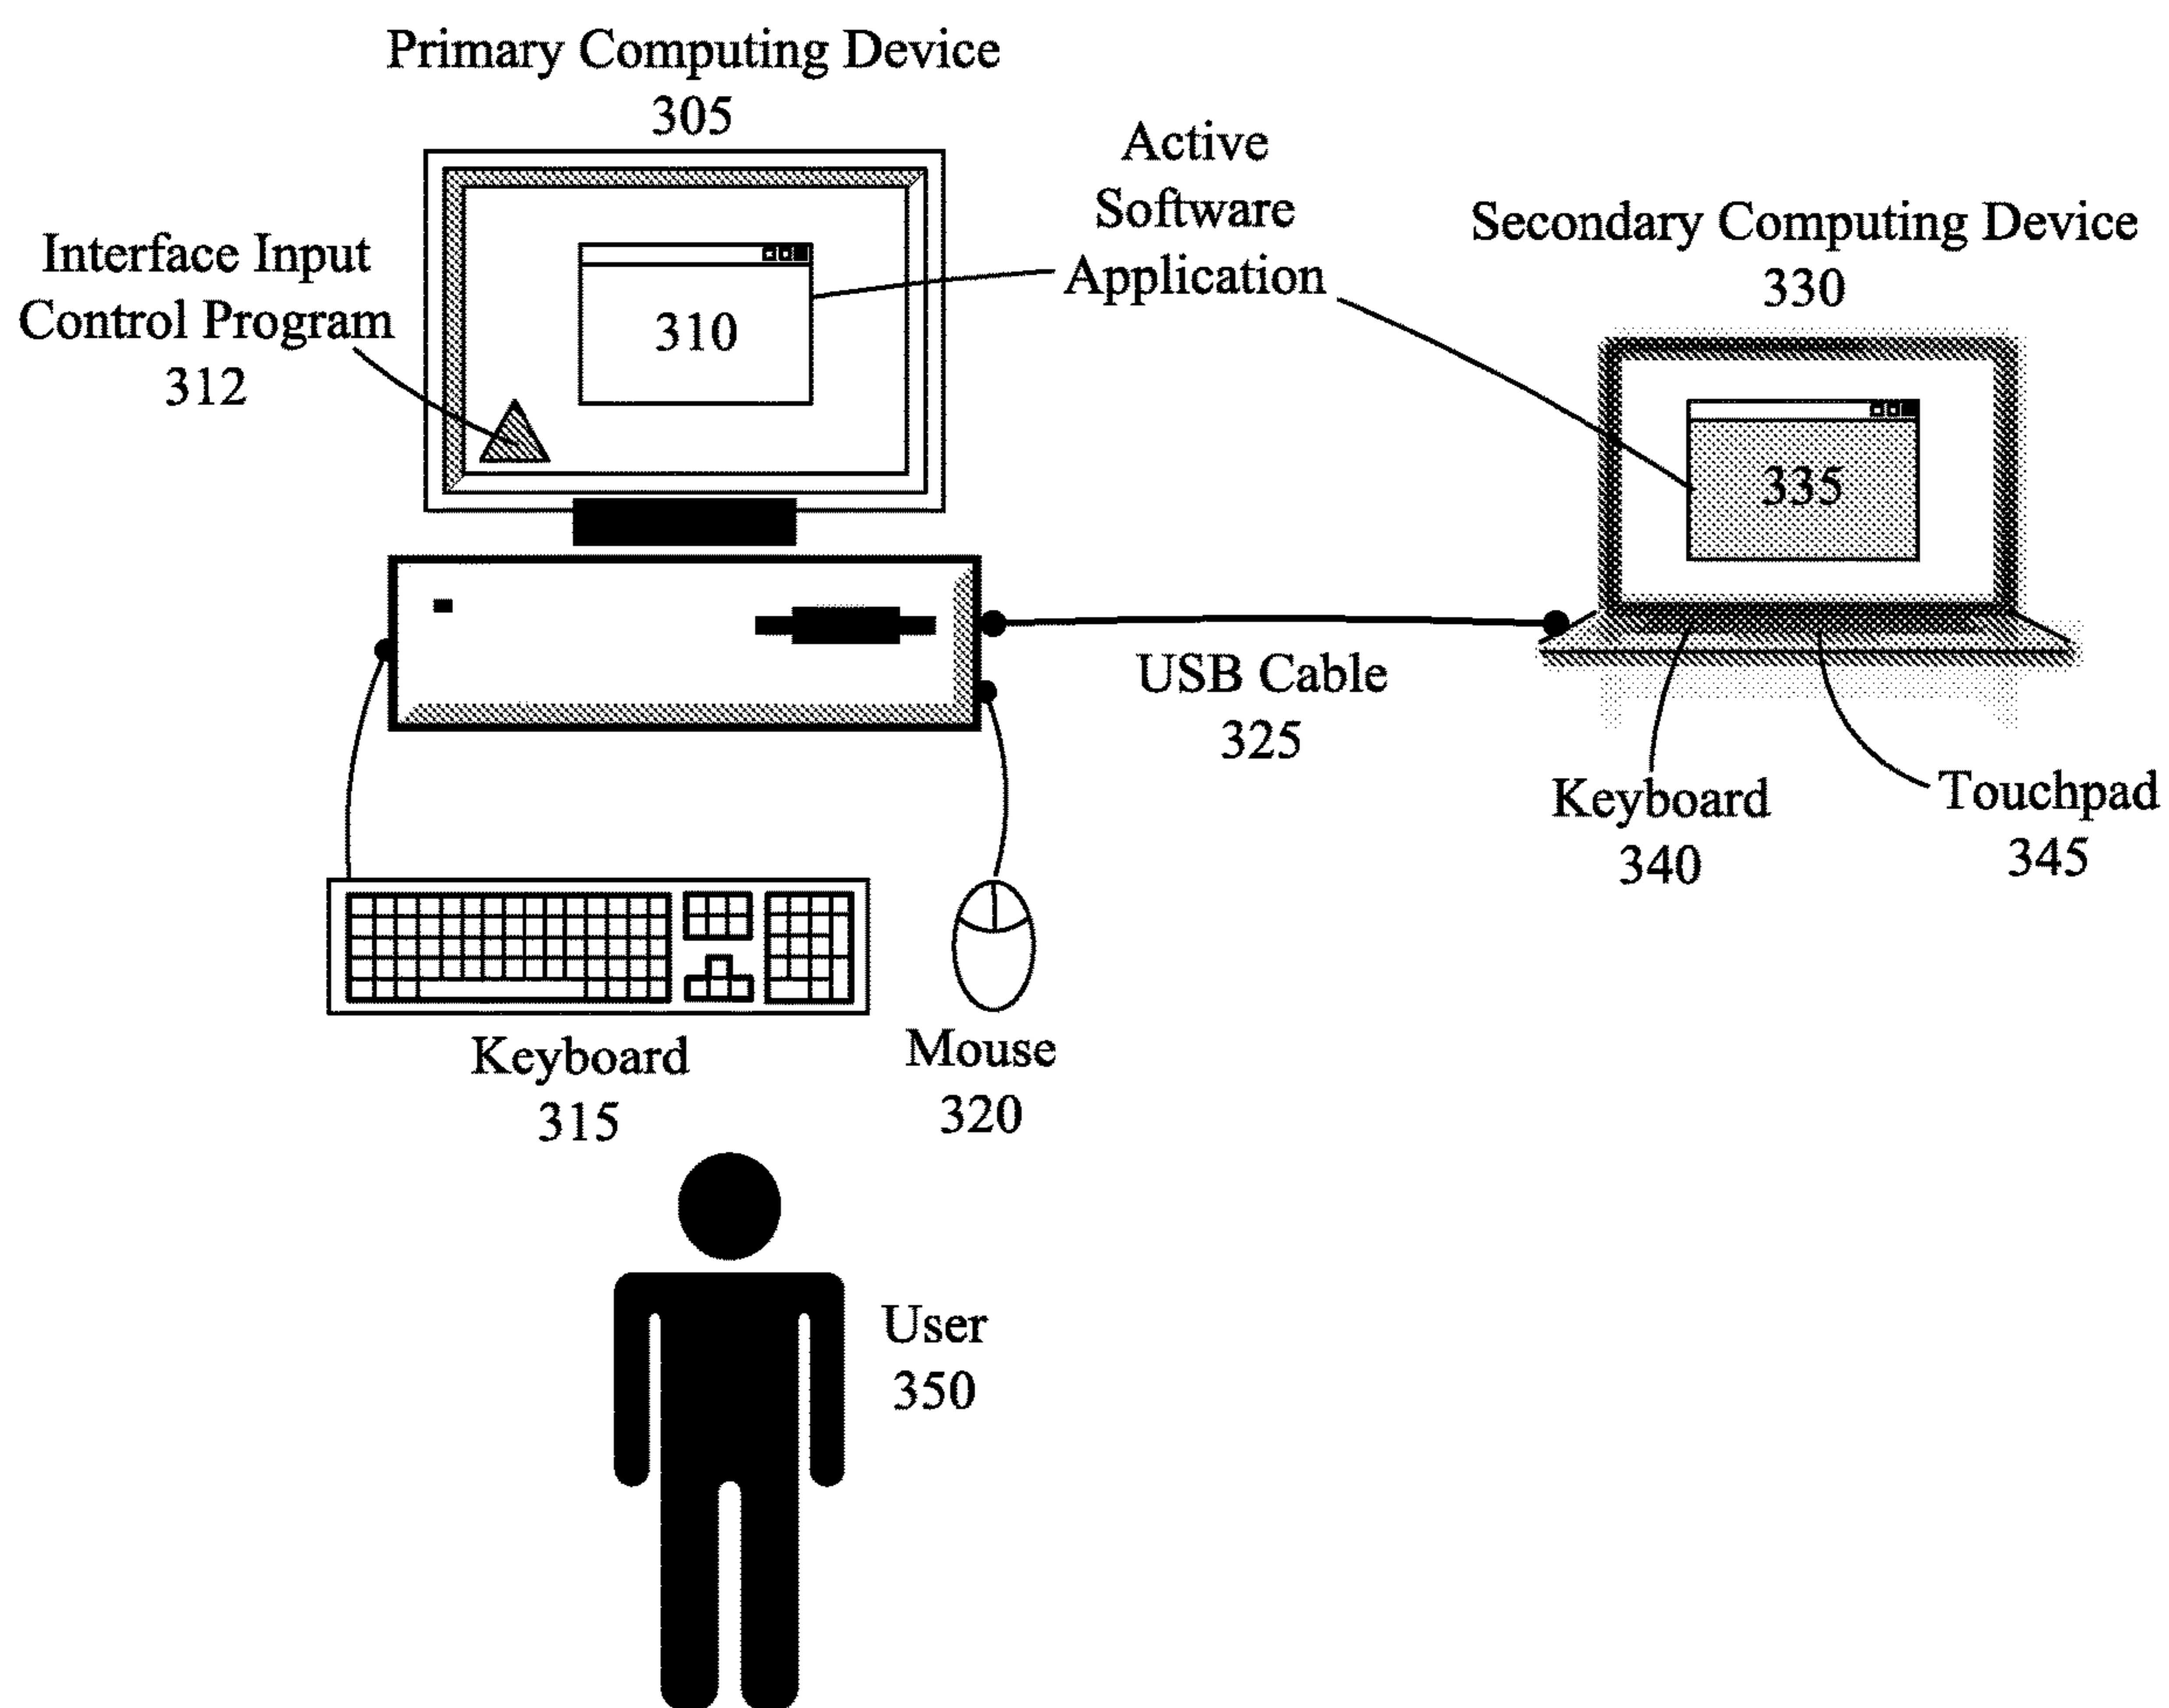 Primary Computing Device
305
Active
Software
Application
Secondary Computing Device
330
Interface Input
Control Program
312
310
335
USB Cable
325
Keyboard
340
Touchpad
345
Keyboard
315
Mouse
320
User
350